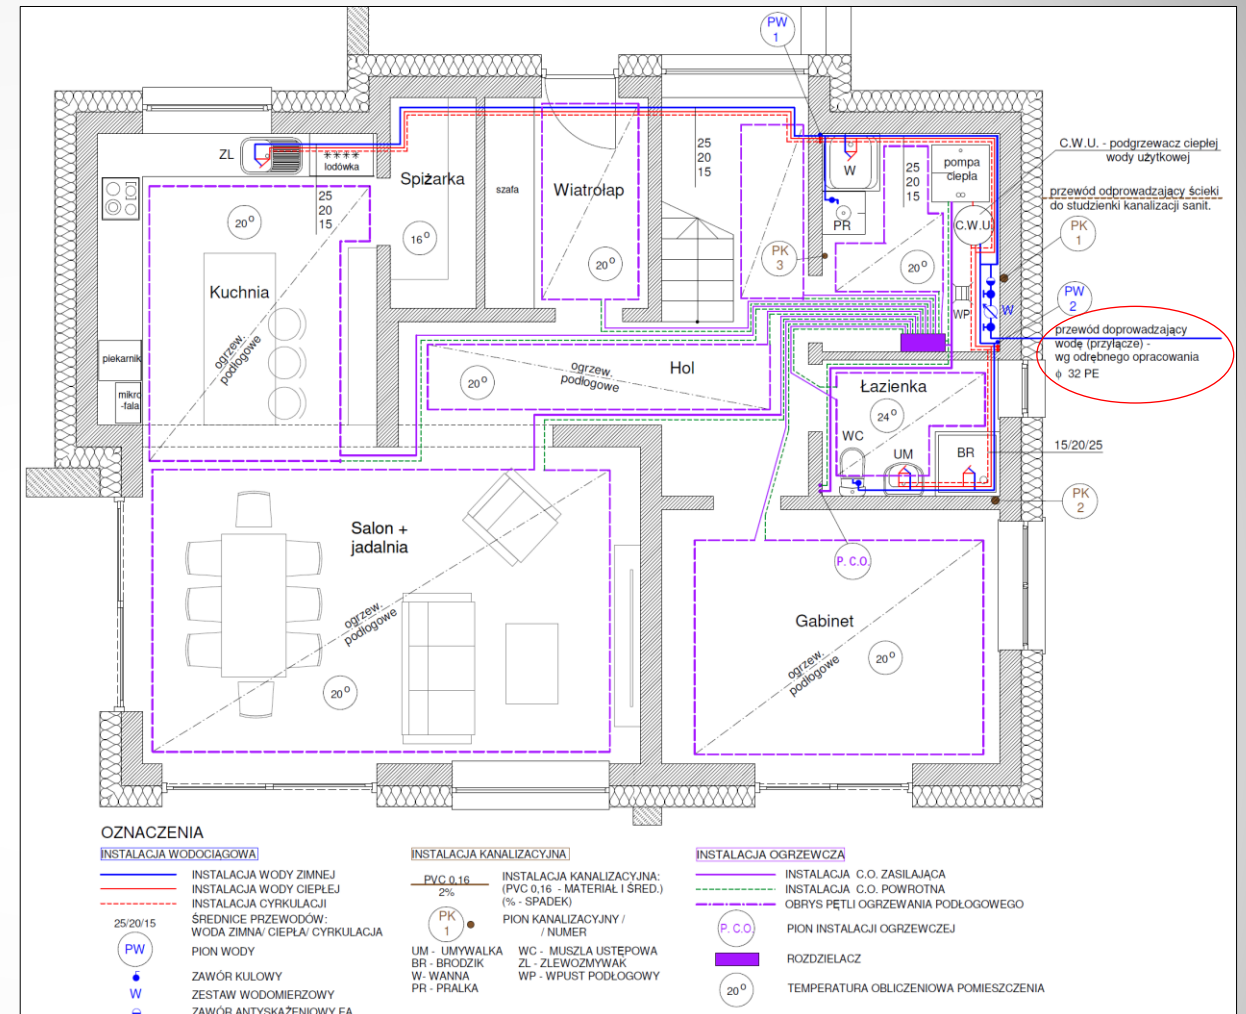 PW
1
C.W.U. - podgrzewacz ciepłej
wody użytkowej
przewód odprowadzający ścieki
do studzienki kanalizacji sanit.
PK
1
PW
2
przewód doprowadzający
wodę (przyłącze) -
wg odrębnego opracowania
ϕ 32 PE
15/20/25
PK
2
ZL
****
lodówka
25
20
15
20°
Kuchnia
ogrzew.
podłogowe
piekarnik
mikro
-fala
Spiżarka
16°
szafa
Wiatrołap
20°
25
20
15
PK
3
W
PR
25
20
15
pompa
ciepła
C.W.U
20°
WP
W
Hol
ogrzew.
podłogowe
20°
Łazienka
24°
WC
UM
BR
Salon +
jadalnia
ogrzew.
podłogowe
20°
P. C.O.
Gabinet
ogrzew.
podłogowe
20°
OZNACZENIA
INSTALACJA WODOCIĄGOWA
INSTALACJA WODY ZIMNEJ
INSTALACJA WODY CIEPŁEJ
INSTALACJA CYRKULACJI
25/20/15
ŚREDNICE PRZEWODÓW:
WODA ZIMNA/ CIEPŁA/ CYRKULACJA
PW
PION WODY
ZAWÓR KULOWY
W
ZESTAW WODOMIERZOWY
ZAWÓR ANTYSKAŻENIOWY EA
INSTALACJA KANALIZACYJNA
PVC 0,16
2%
INSTALACJA KANALIZACYJNA:
(PVC 0,16 - MATERIAŁ I ŚRED.)
(% - SPADEK)
PK
1
PION KANALIZACYJNY /
/ NUMER
UM - UMYWALKA
BR - BRODZIK
W- WANNA
PR - PRALKA
WC - MUSZLA USTĘPOWA
ZL - ZLEWOZMYWAK
WP - WPUST PODŁOGOWY
INSTALACJA OGRZEWCZA
INSTALACJA C.O. ZASILAJĄCA
INSTALACJA C.O. POWROTNA
OBRYS PĘTLI OGRZEWANIA PODŁOGOWEGO
P. C.O.
PION INSTALACJI OGRZEWCZEJ
ROZDZIELACZ
20°
TEMPERATURA OBLICZENIOWA POMIESZCZENIA